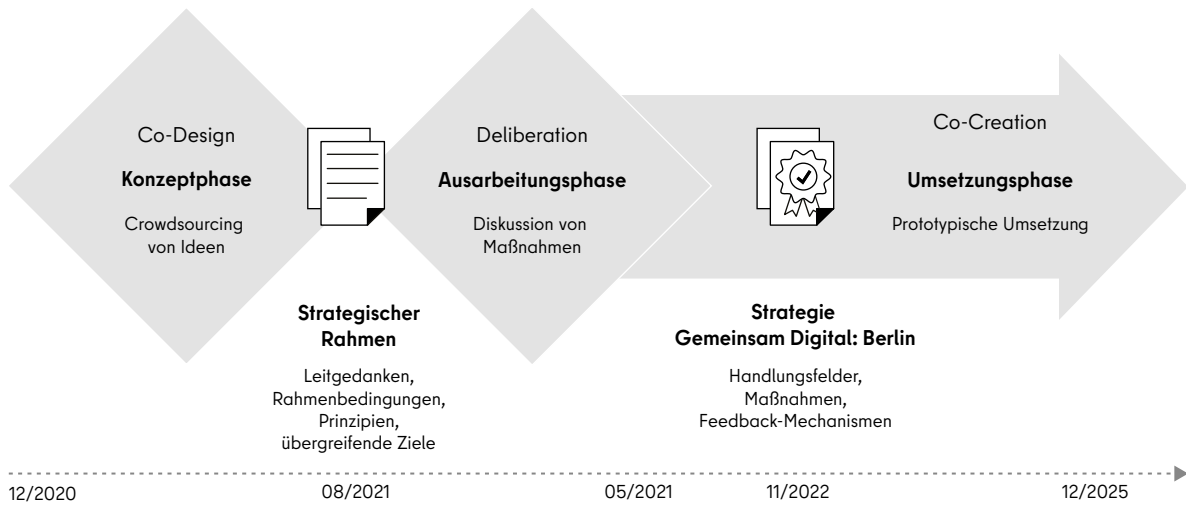 Co-Design
Konzeptphase
Crowdsourcing
von Ideen
Deliberation
Ausarbeitungsphase
Diskussion von
Maßnahmen
Co-Creation
Umsetzungsphase
Prototypische Umsetzung
Strategischer
Rahmen
Leitgedanken,
Rahmenbedingungen,
Prinzipien,
übergreifende Ziele
Strategie
Gemeinsam Digital: Berlin
Handlungsfelder,
Maßnahmen,
Feedback-Mechanismen
12/2020
08/2021
05/2021
11/2022
12/2025